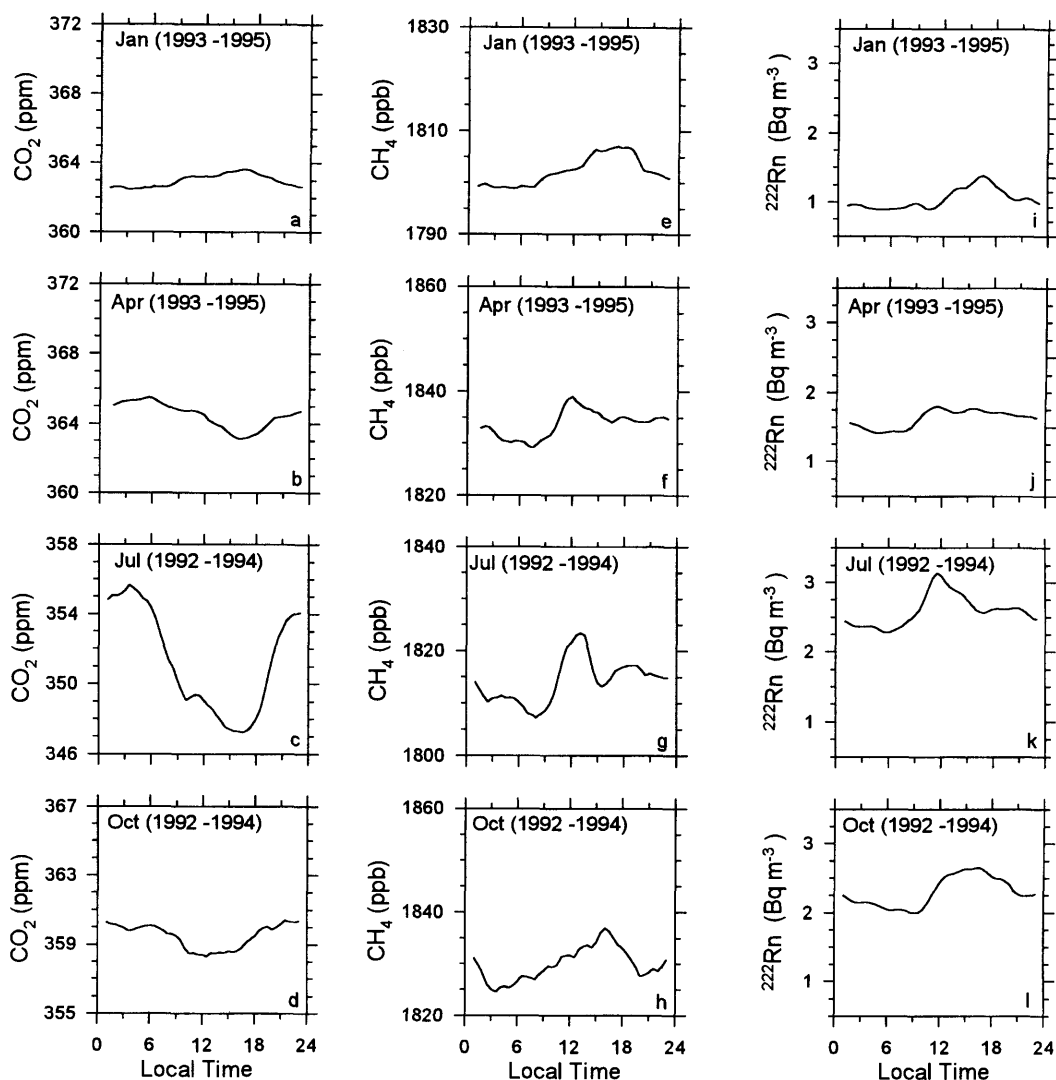 372
368
364
360
CO2 (ppm)
Jan (1993 -1995)
a
1830
1810
1790
CH4 (ppb)
Jan (1993 -1995)
e
3
2
1
222Rn (Bq m-3)
Jan (1993 -1995)
i
372
368
364
360
CO2 (ppm)
Apr (1993 -1995)
b
1860
1840
1820
CH4 (ppb)
Apr (1993 -1995)
f
3
2
1
222Rn (Bq m-3)
Apr (1993 -1995)
j
358
354
350
346
CO2 (ppm)
Jul (1992 -1994)
c
1840
1820
1800
CH4 (ppb)
Jul (1992 -1994)
g
3
2
1
222Rn (Bq m-3)
Jul (1992 -1994)
k
367
363
359
355
CO2 (ppm)
Oct (1992 -1994)
d
0 6 12 18 24
Local Time
1860
1840
1820
CH4 (ppb)
Oct (1992 -1994)
h
0 6 12 18 24
Local Time
3
2
1
222Rn (Bq m-3)
Oct (1992 -1994)
l
0 6 12 18 24
Local Time